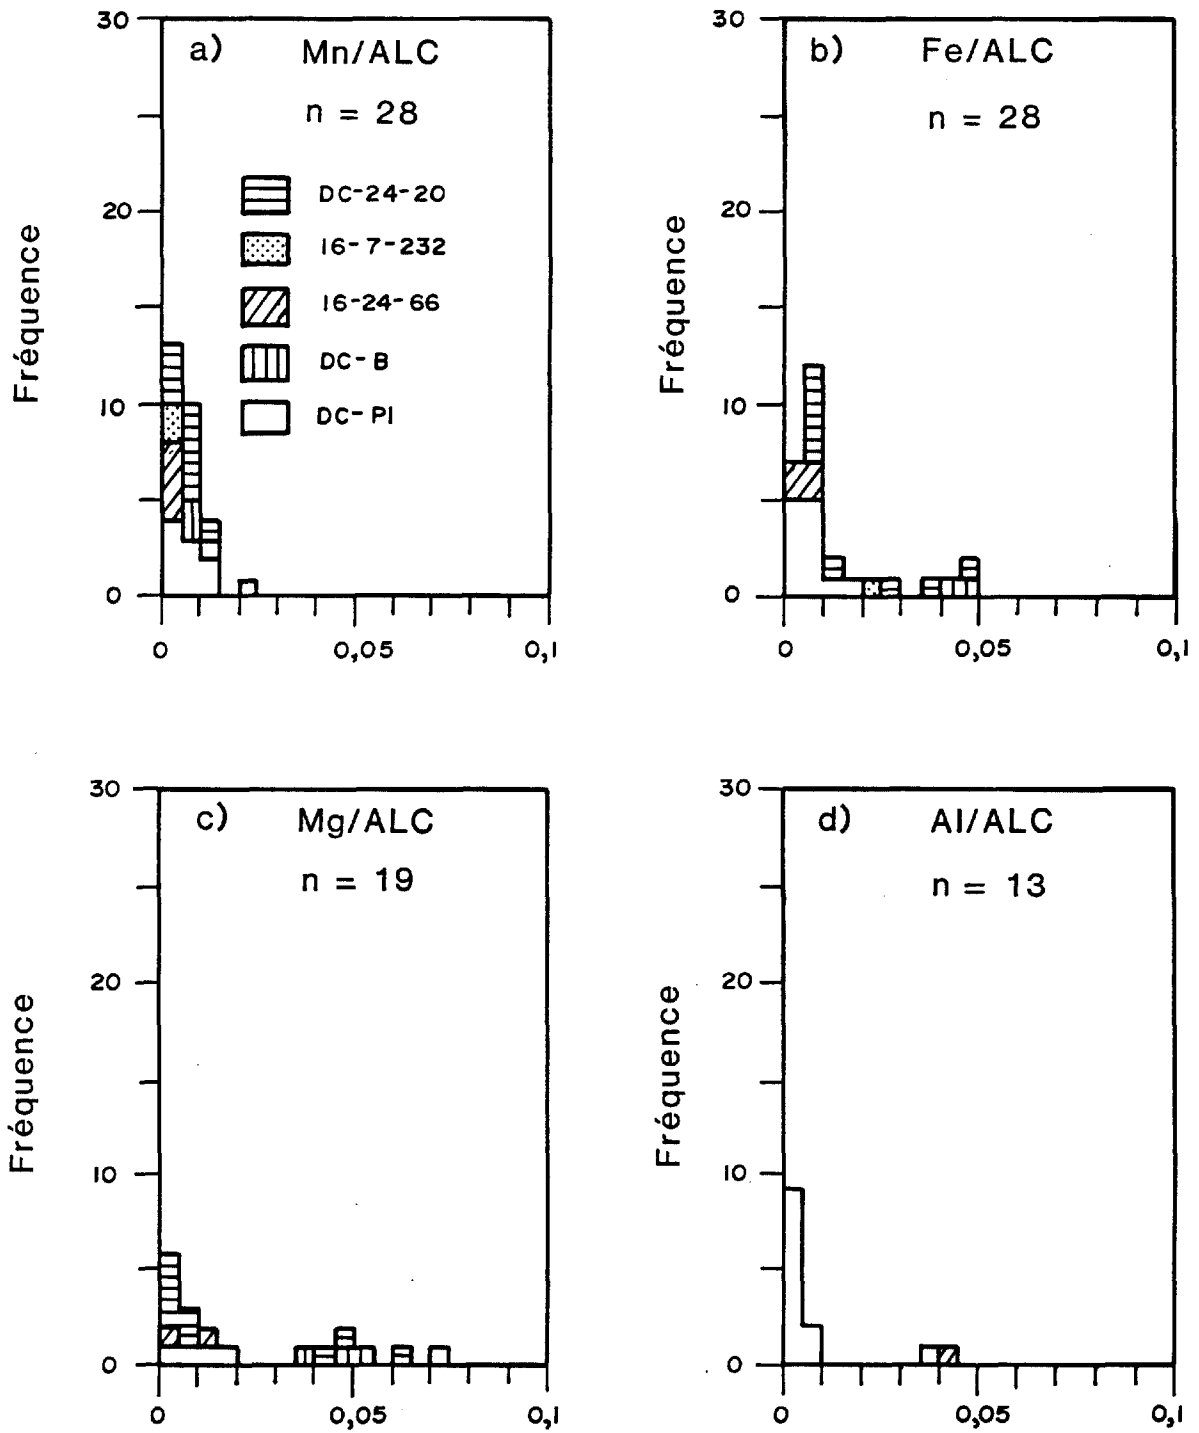 a) Mn/ALC
n = 28
DC-24-20
16-7-232
16-24-66
DC-B
DC-PI
Fréquence
30
20
10
0
0 0,05 0,1
b) Fe/ALC
n = 28
Fréquence
30
20
10
0
0 0,05 0,1
c) Mg/ALC
n = 19
Fréquence
30
20
10
0
0 0,05 0,1
d) Al/ALC
n = 13
Fréquence
30
20
10
0
0 0,05 0,1